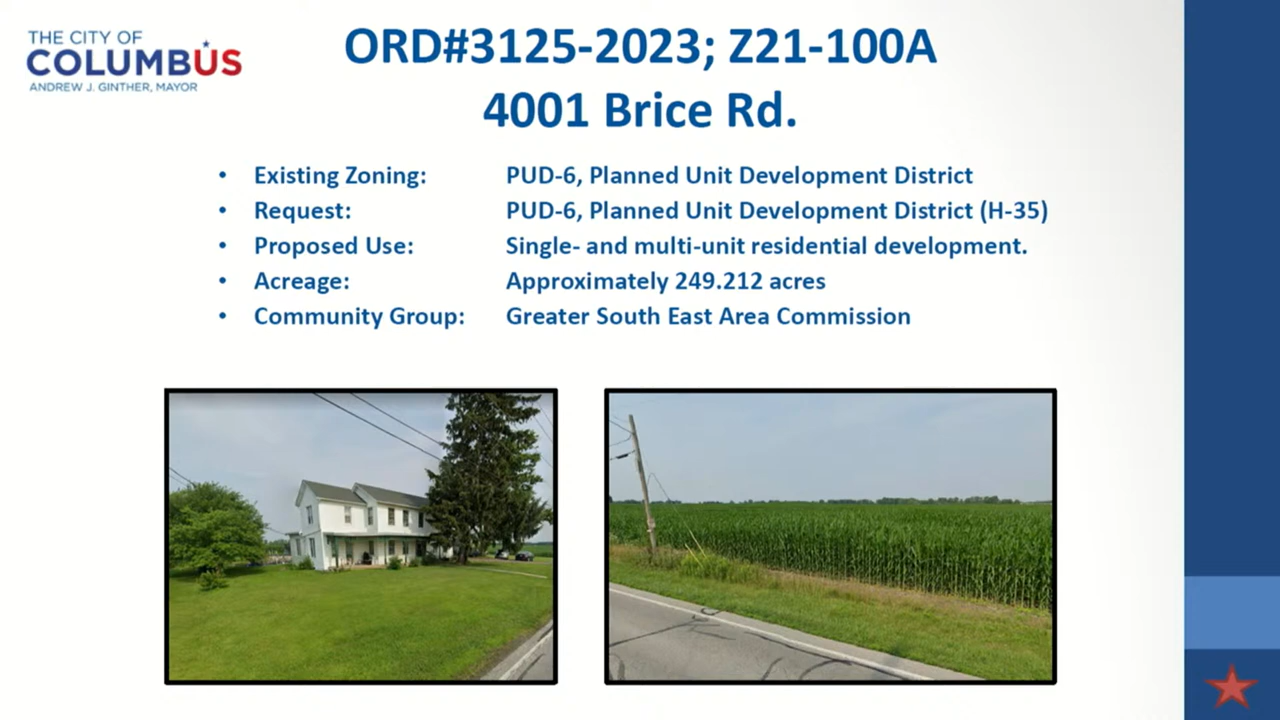 THE CITY OF
COLUMBUS
ANDREW J. GINTHER, MAYOR
ORD#3125-2023; Z21-100A
4001 Brice Rd.
• Existing Zoning: PUD-6, Planned Unit Development District
• Request: PUD-6, Planned Unit Development District (H-35)
• Proposed Use: Single- and multi-unit residential development.
• Acreage: Approximately 249.212 acres
• Community Group: Greater South East Area Commission